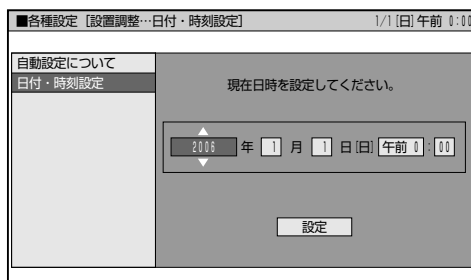 ■各種設定［設置調整…日付・時刻設定］ 1/1[日]午前 0:00
自動設定について
日付・時刻設定
現在日時を設定してください。
2006 年 1 月 1 日[日] 午前 0 : 00
設定